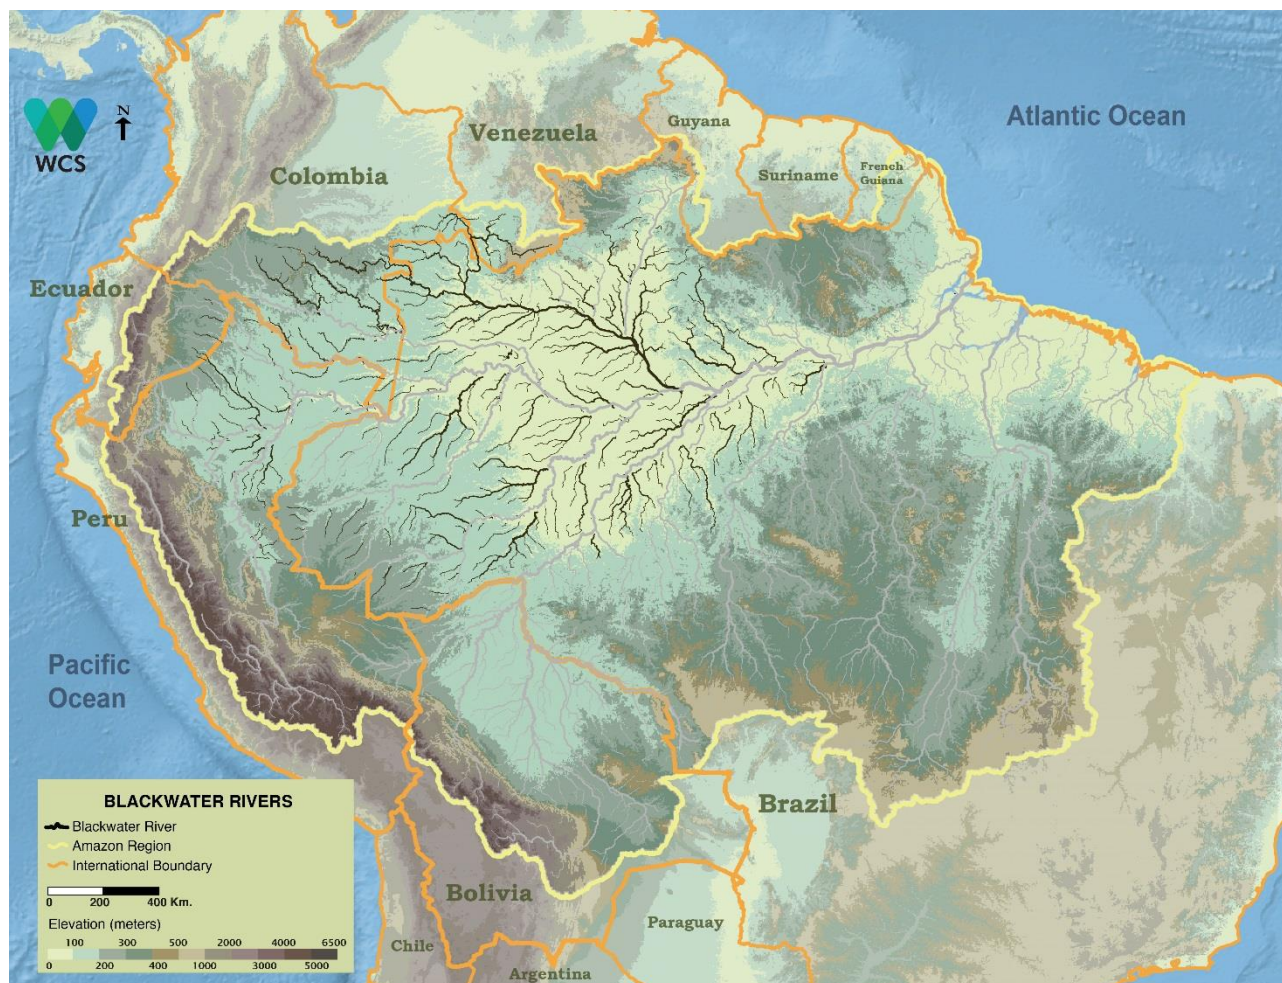 Atlantic Ocean
N
WCS
Venezuela
Guyana
Suriname
French
Guiana
Colombia
Ecuador
Peru
Pacific
Ocean
Brazil
Bolivia
Paraguay
Chile
Argentina
BLACKWATER RIVERS
Blackwater River
Amazon Region
International Boundary
0 200 400 Km.
Elevation (meters)
100 300 500 2000 4000 6500
0 200 400 1000 3000 5000